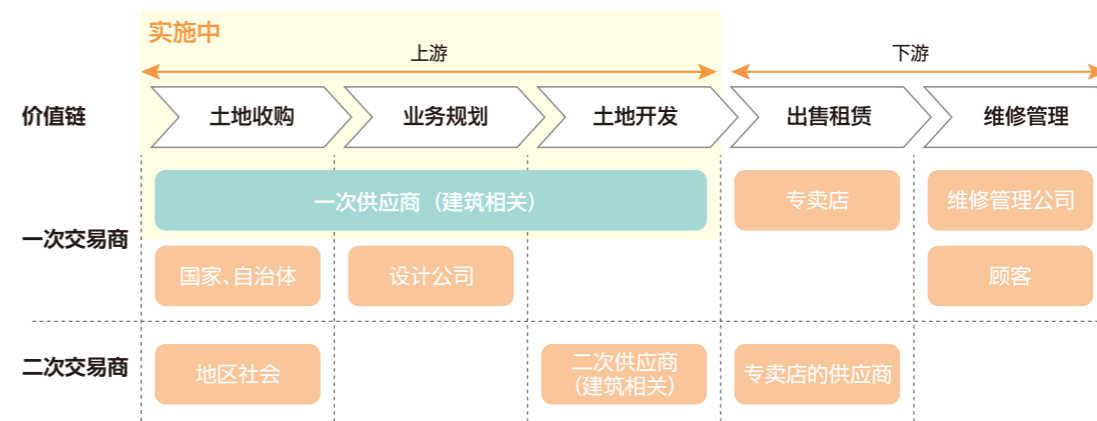 实施中
上游
下游
价值链
土地收购
业务规划
土地开发
出售租赁
维修管理
一次交易商
一次供应商（建筑相关）
专卖店
维修管理公司
国家、自治体
设计公司
顾客
二次交易商
地区社会
二次供应商
（建筑相关）
专卖店的供应商